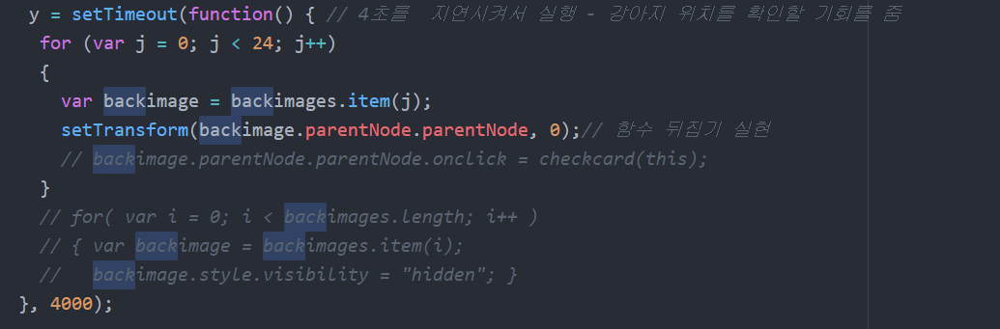 y = setTimeout(function() { // 4초를  지연시켜서 실행 - 강아지 위치를 확인할 기회를 줌
for (var j = 0; j < 24; j++)
{
var backimage = backimages.item(j);
setTransform(backimage.parentNode.parentNode, 0);// 함수 뒤집기 실현
// backimage.parentNode.parentNode.onclick = checkcard(this);
}
// for( var i = 0; i < backimages.length; i++ )
// { var backimage = backimages.item(i);
//   backimage.style.visibility = "hidden"; }
}, 4000);